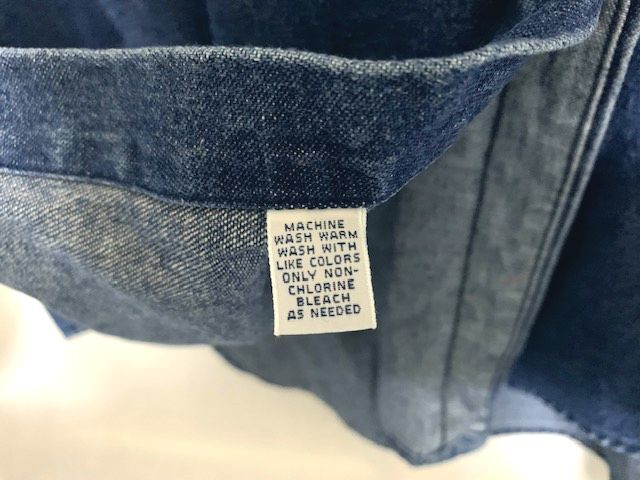 MACHINE
WASH WARM
WASH WITH
LIKE COLORS
ONLY NON-
CHLORINE
BLEACH
AS NEEDED